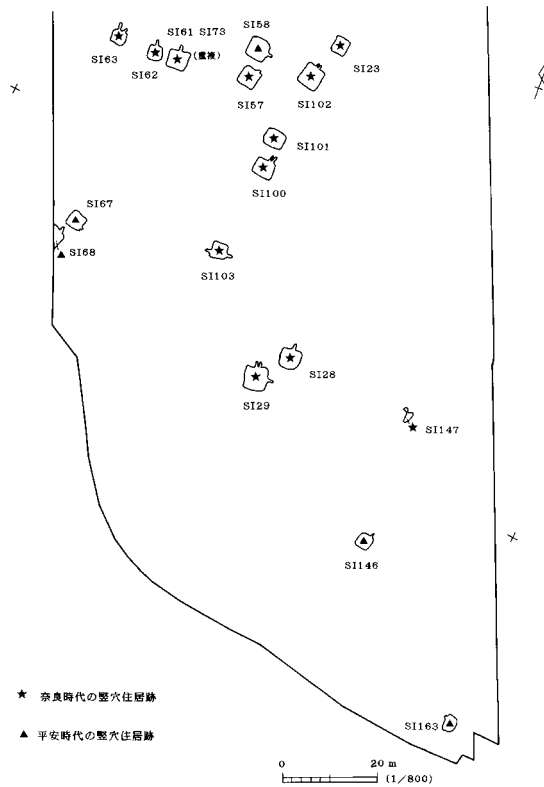 SI58
SI61 SI73
(重複)
SI23
SI63
SI62
SI57
SI102
SI101
SI100
SI67
SI68
SI103
SI28
SI29
SI147
SI146
★ 奈良時代の竪穴住居跡
▲ 平安時代の竪穴住居跡
SI163
0 20 m
(1/800)